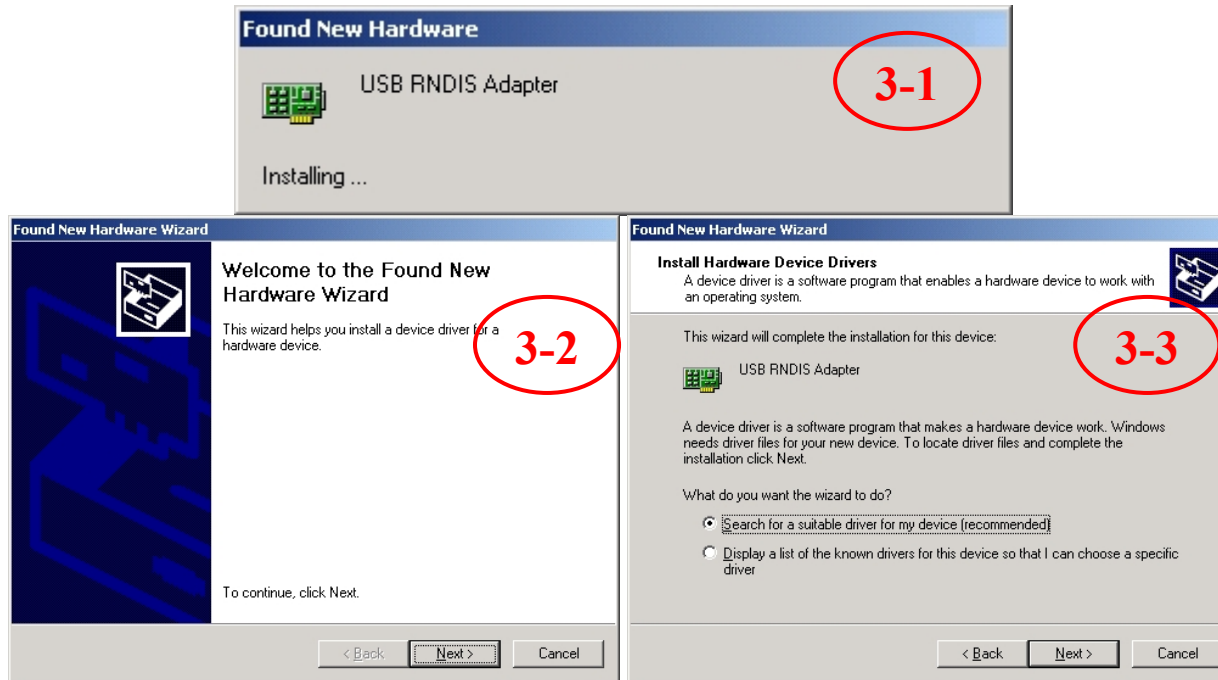 Found New Hardware
USB RNDIS Adapter
3-1
Installing ...
Found New Hardware Wizard
Welcome to the Found New
Hardware Wizard
This wizard helps you install a device driver for a
hardware device.
3-2
To continue, click Next.
< Back
Next >
Cancel
Found New Hardware Wizard
Install Hardware Device Drivers
A device driver is a software program that enables a hardware device to work with
an operating system.
This wizard will complete the installation for this device:
3-3
USB RNDIS Adapter
A device driver is a software program that makes a hardware device work. Windows
needs driver files for your new device. To locate driver files and complete the
installation click Next.
What do you want the wizard to do?
Search for a suitable driver for my device (recommended)
Display a list of the known drivers for this device so that I can choose a specific
driver
< Back
Next >
Cancel